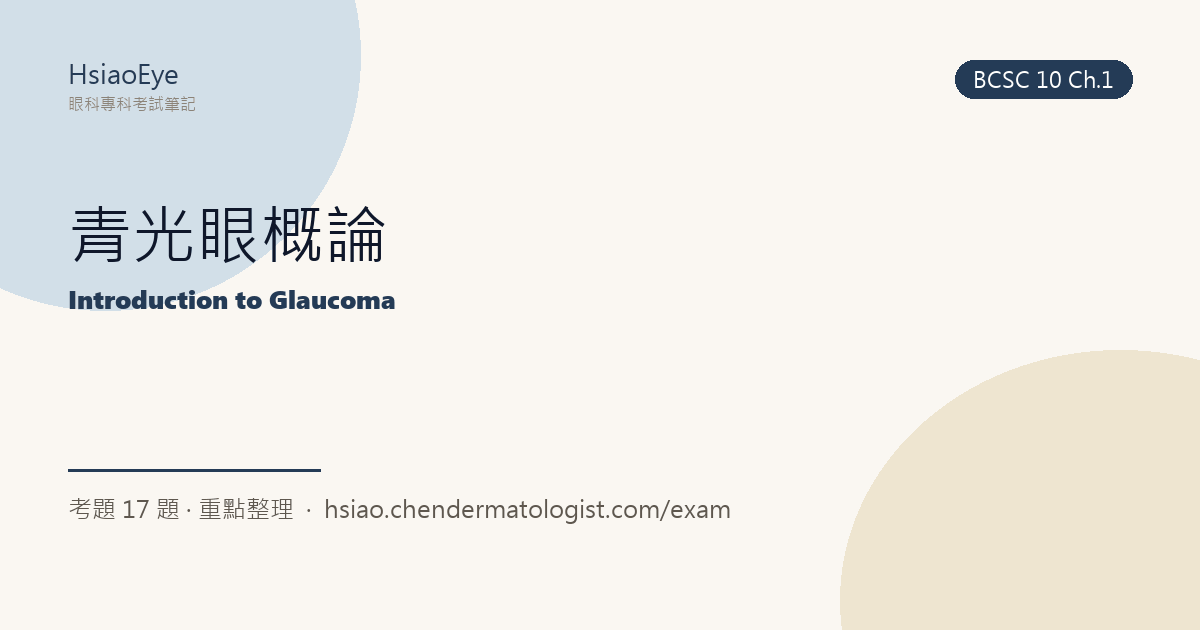 HsiaoEye
眼科專科考試筆記
BCSC 10 Ch.1
青光眼概論
Introduction to Glaucoma
考題 17 題 · 重點整理 · hsiao.chendermatologist.com/exam